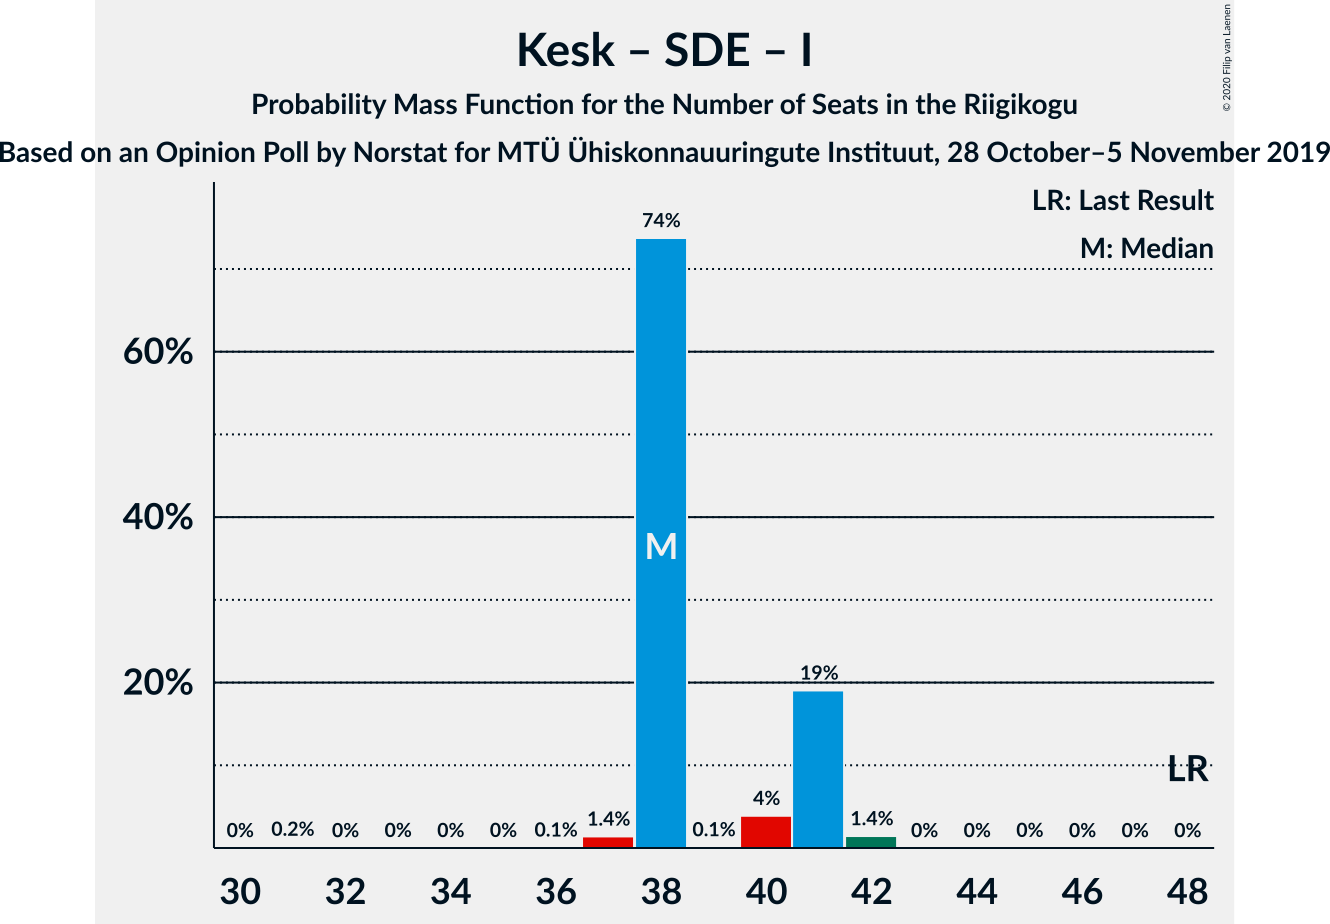 Kesk – SDE – I
Probability Mass Function for the Number of Seats in the Riigikogu
Based on an Opinion Poll by Norstat for MTÜ Ühiskonnauuringute Instituut, 28 October–5 November 2019
© 2020 Filip van Laenen
LR: Last Result
M: Median
74%
60%
40%
M
20%
19%
LR
0% 0.2% 0% 0% 0% 0% 0.1% 1.4% 0.1% 4% 1.4% 0% 0% 0% 0% 0% 0%
30 32 34 36 38 40 42 44 46 48